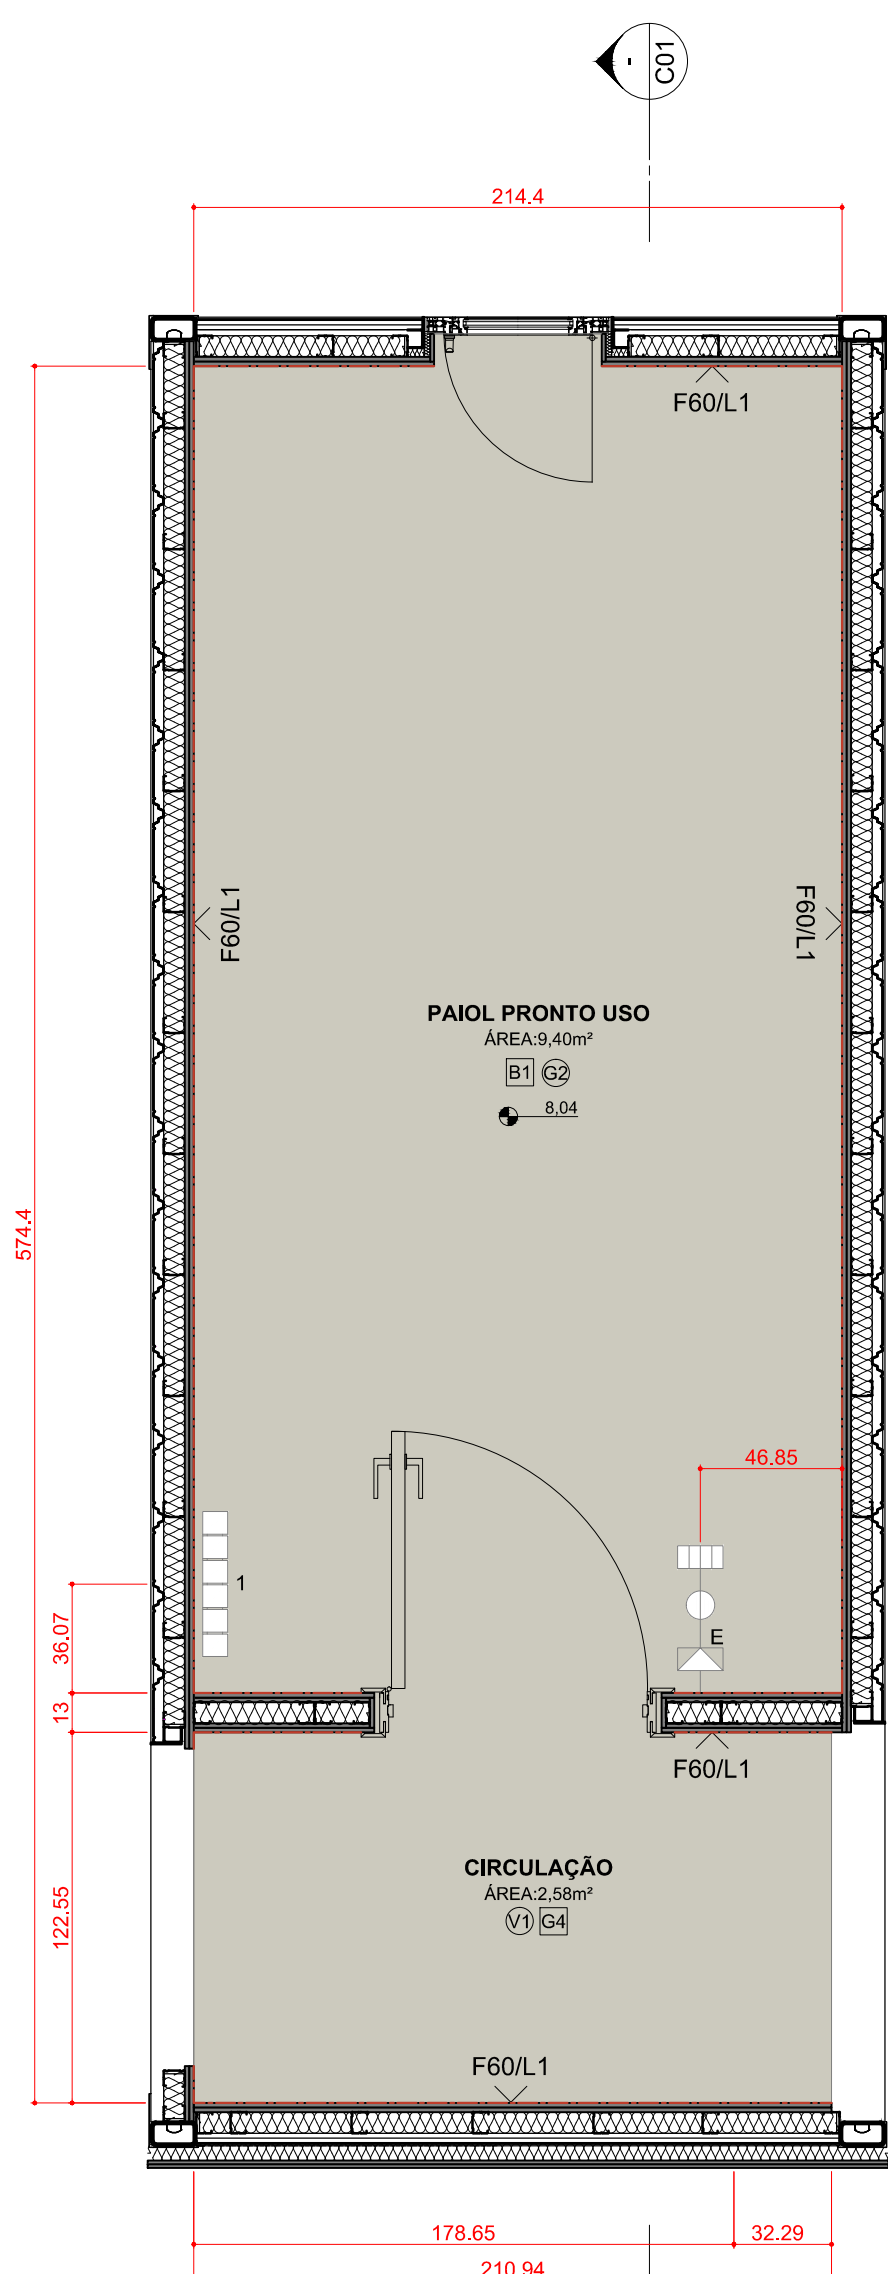 C01
-
214.4
F60/L1
F60/L1
F60/L1
PAIOL PRONTO USO
ÁREA:9,40m²
B1 G2
8,04
574.4
46.85
1
E
36.07
13
F60/L1
CIRCULAÇÃO
ÁREA:2,58m²
V1 G4
122.55
F60/L1
178.65 32.29
210.94